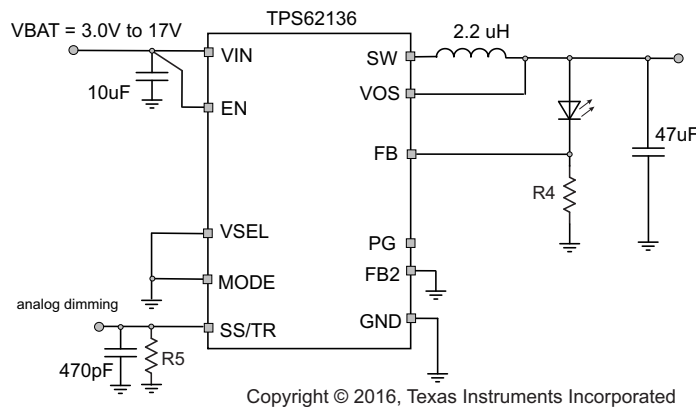 TPS62136
VBAT = 3.0V to 17V
VIN
SW
2.2 uH
10uF
VOS
EN
FB
47uF
R4
VSEL
PG
MODE
FB2
analog dimming
SS/TR
GND
470pF
R5
Copyright © 2016, Texas Instruments Incorporated